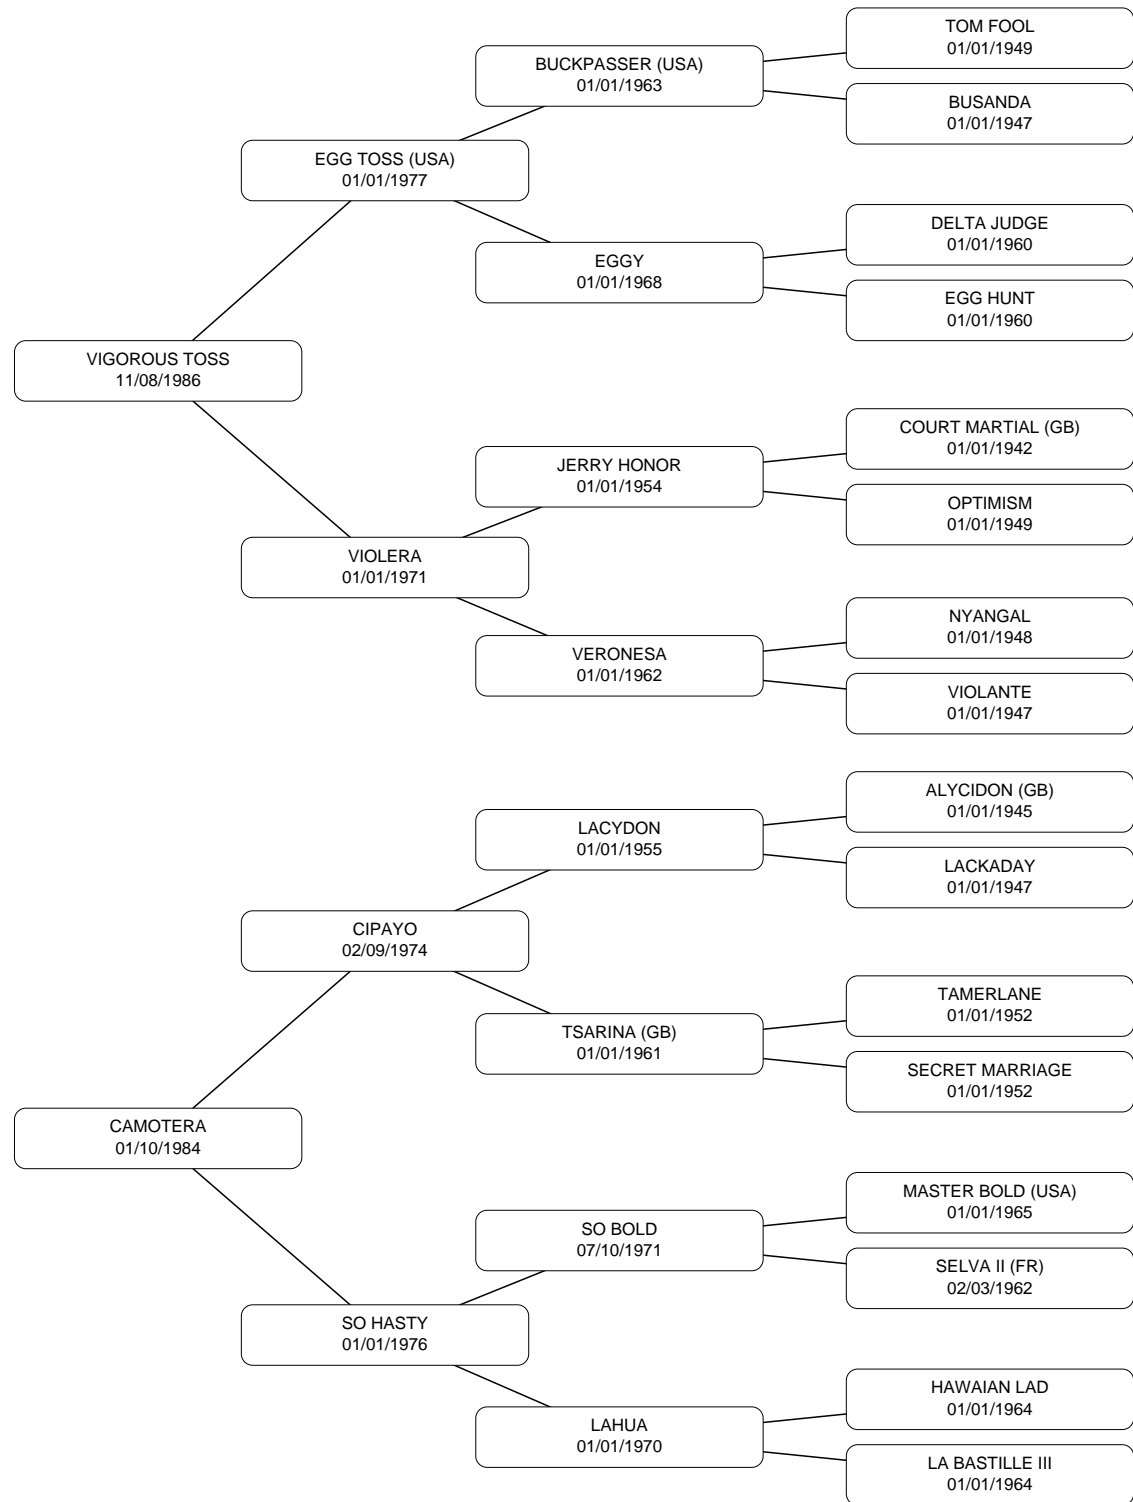 TOM FOOL
01/01/1949
BUCKPASSER (USA)
01/01/1963
BUSANDA
01/01/1947
EGG TOSS (USA)
01/01/1977
DELTA JUDGE
01/01/1960
EGGY
01/01/1968
EGG HUNT
01/01/1960
VIGOROUS TOSS
11/08/1986
COURT MARTIAL (GB)
01/01/1942
JERRY HONOR
01/01/1954
OPTIMISM
01/01/1949
VIOLERA
01/01/1971
NYANGAL
01/01/1948
VERONESA
01/01/1962
VIOLANTE
01/01/1947
ALYCIDON (GB)
01/01/1945
LACYDON
01/01/1955
LACKADAY
01/01/1947
CIPAYO
02/09/1974
TAMERLANE
01/01/1952
TSARINA (GB)
01/01/1961
SECRET MARRIAGE
01/01/1952
CAMOTERA
01/10/1984
MASTER BOLD (USA)
01/01/1965
SO BOLD
07/10/1971
SELVA II (FR)
02/03/1962
SO HASTY
01/01/1976
HAWAIAN LAD
01/01/1964
LAHUA
01/01/1970
LA BASTILLE III
01/01/1964